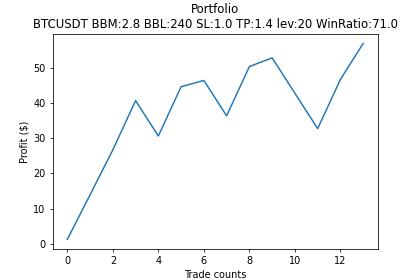 Portfolio
BTCUSDT BBM:2.8 BBL:240 SL:1.0 TP:1.4 lev:20 WinRatio:71.0
50
40
30
20
10
0
Profit ($)
0 2 4 6 8 10 12
Trade counts